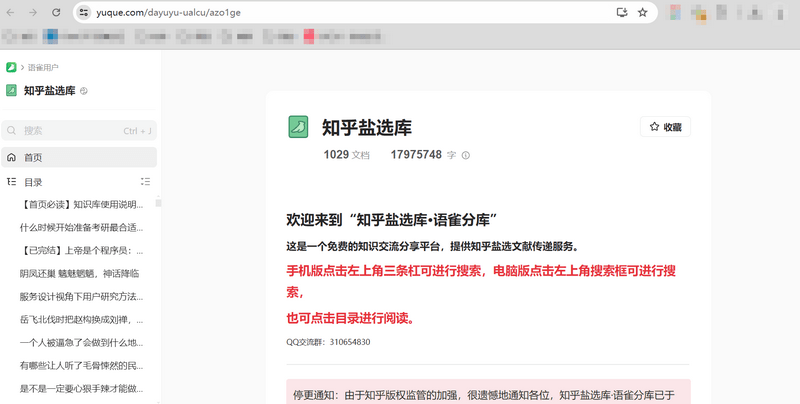 yuque.com/dayuyu-ualcu/azo1ge
语雀用户
知乎盐选库
搜索 Ctrl + J
首页
目录
【首页必读】知识库使用说明...
什么时候开始准备考研最合适...
【已完结】上帝是个程序员：...
阴凤还巢 魑魅魍魉，神话降临
服务设计视角下用户研究方法...
岳飞北伐时把赵构换成刘禅，...
一个人被逼急了会做到什么地...
有哪些让人听了毛骨悚然的民...
是不是一定要心狠手辣才能做...
知乎盐选库
收藏
1029 文档 17975748 字
欢迎来到“知乎盐选库·语雀分库”
这是一个免费的知识交流分享平台，提供知乎盐选文献传递服务。
手机版点击左上角三条杠可进行搜索，电脑版点击左上角搜索框可进行搜
索，
也可点击目录进行阅读。
QQ交流群：310654830
停更通知：由于知乎版权监管的加强，很遗憾地通知各位，知乎盐选库·语雀分库已于